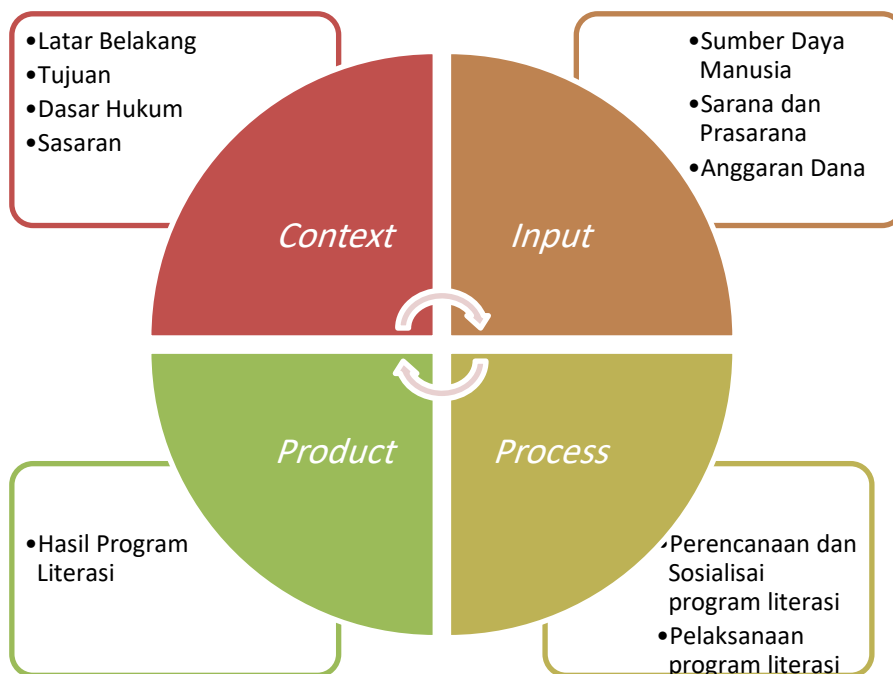 •Latar Belakang
•Tujuan
•Dasar Hukum
•Sasaran
•Sumber Daya
Manusia
•Sarana dan
Prasarana
•Anggaran Dana
Context
Input
Product
Process
•Hasil Program
Literasi
•Perencanaan dan
Sosialisai
program literasi
•Pelaksanaan
program literasi